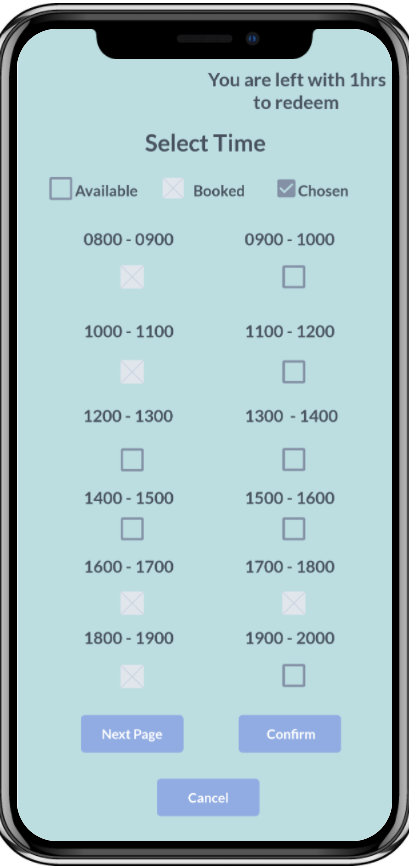 You are left with 1hrs
to redeem
Select Time
Available Booked Chosen
0800 - 0900 0900 - 1000
1000 - 1100 1100 - 1200
1200 - 1300 1300 - 1400
1400 - 1500 1500 - 1600
1600 - 1700 1700 - 1800
1800 - 1900 1900 - 2000
Next Page Confirm
Cancel